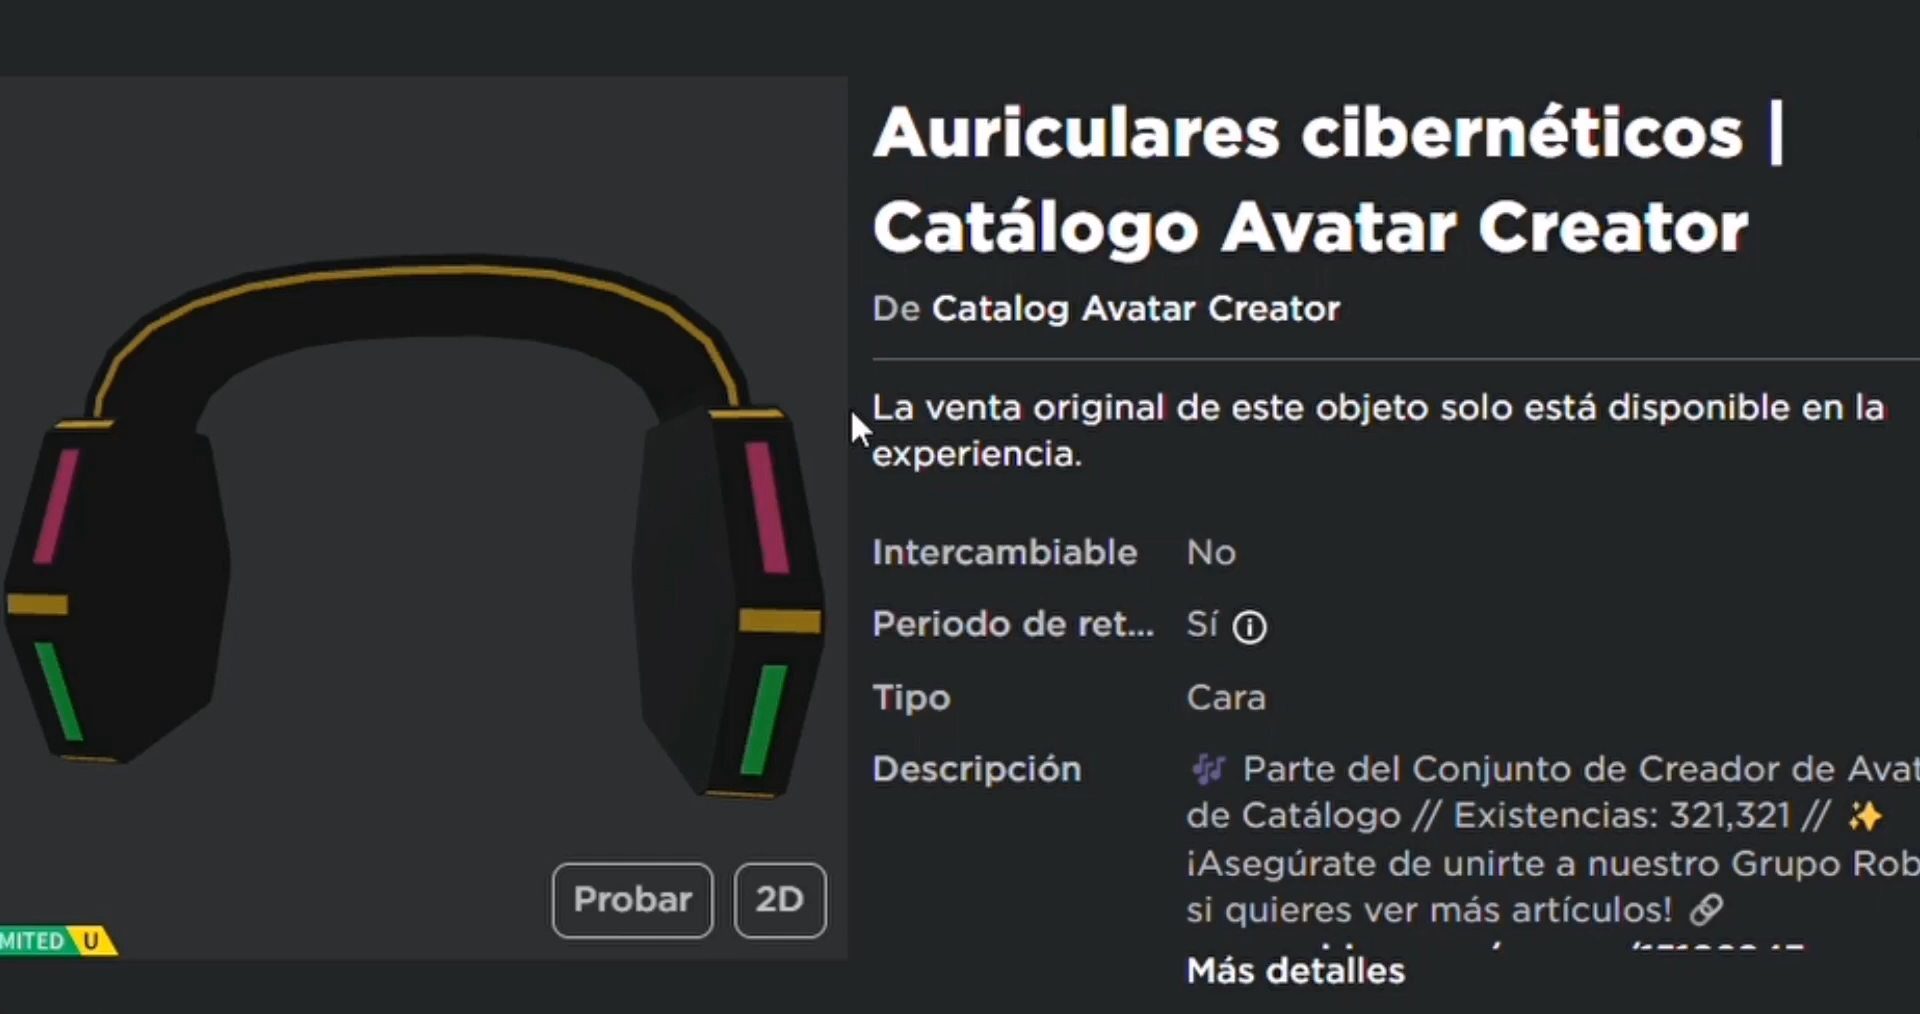 Auriculares cibernéticos |
Catálogo Avatar Creator
De Catalog Avatar Creator
La venta original de este objeto solo está disponible en la
experiencia.
Intercambiable No
Periodo de ret... Sí
Tipo Cara
Descripción 🎶 Parte del Conjunto de Creador de Avat
de Catálogo // Existencias: 321,321 // ✨
¡Asegúrate de unirte a nuestro Grupo Rob
si quieres ver más artículos! 🔗
Más detalles
Probar 2D
MITED U